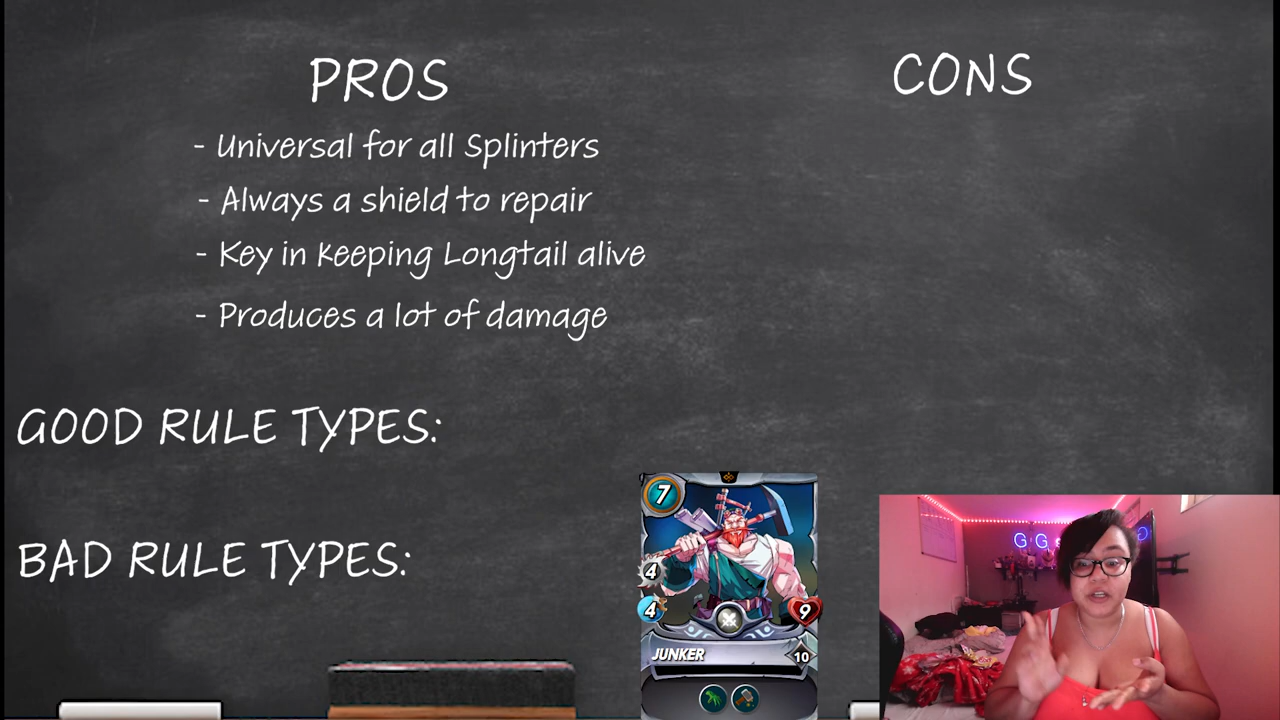 PROS
- Universal for all Splinters
- Always a shield to repair
- Key in keeping Longtail alive
- Produces a lot of damage
CONS
GOOD RULE TYPES:
BAD RULE TYPES:
7
4
4
9
JUNKER
10
GG